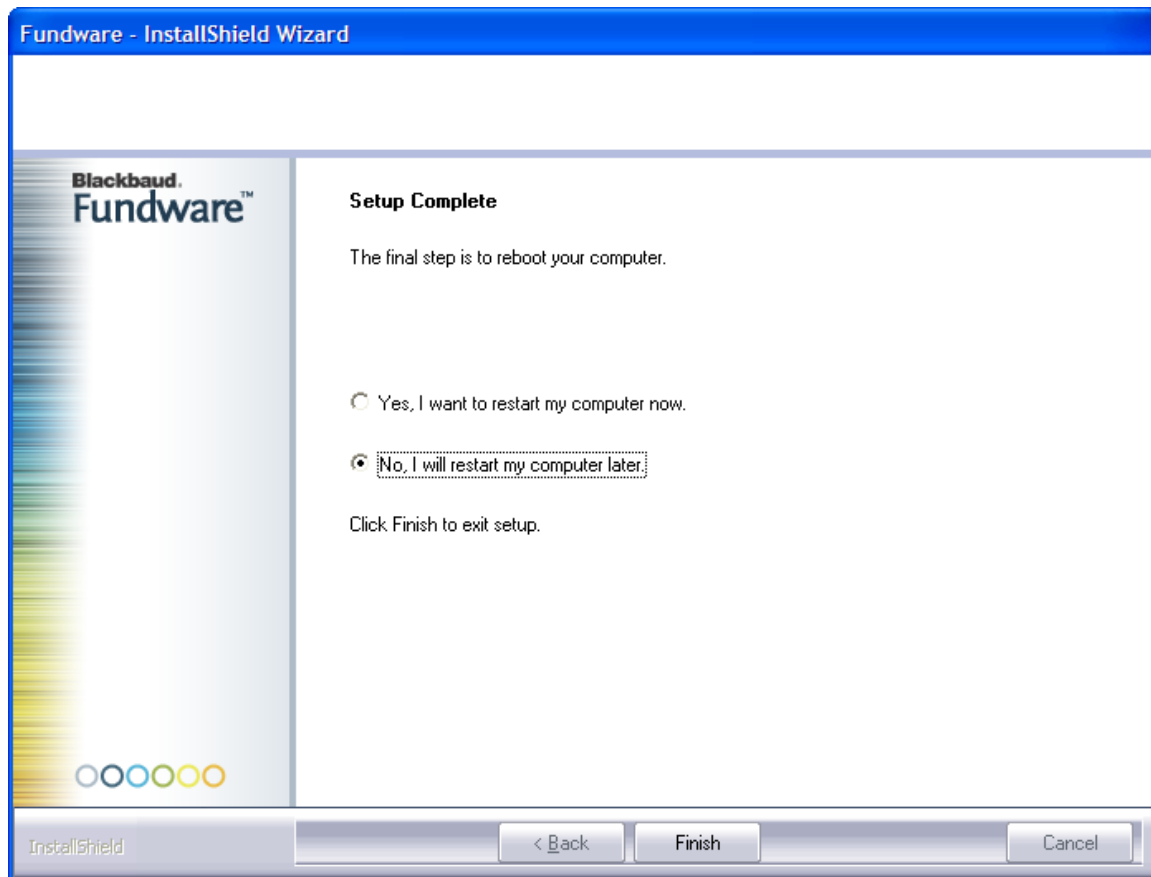 Fundware - InstallShield Wizard
Blackbaud.
Fundware™
Setup Complete
The final step is to reboot your computer.
Yes, I want to restart my computer now.
No, I will restart my computer later.
Click Finish to exit setup.
InstallShield
< Back
Finish
Cancel